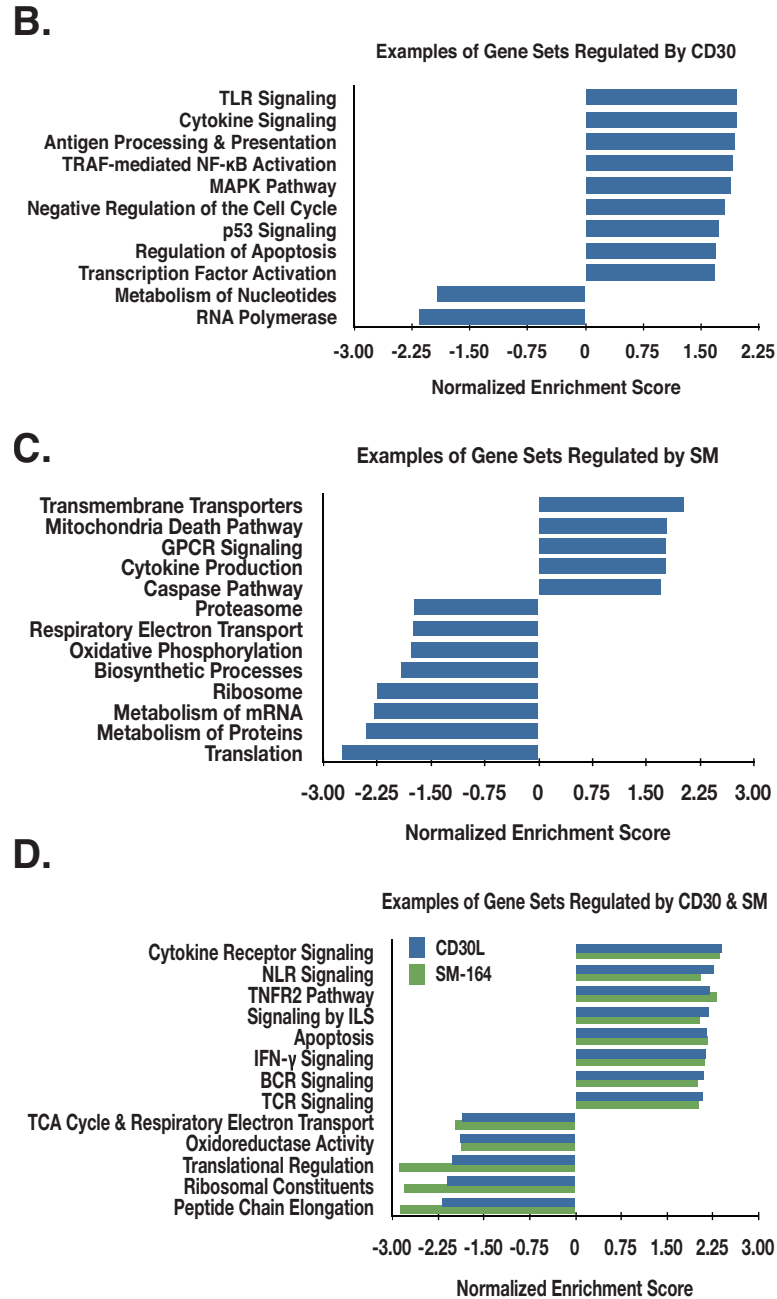 B.
Examples of Gene Sets Regulated By CD30
TLR Signaling
Cytokine Signaling
Antigen Processing & Presentation
TRAF-mediated NF-κB Activation
MAPK Pathway
Negative Regulation of the Cell Cycle
p53 Signaling
Regulation of Apoptosis
Transcription Factor Activation
Metabolism of Nucleotides
RNA Polymerase
-3.00 -2.25 -1.50 -0.75 0 0.75 1.50 2.25
Normalized Enrichment Score
C.
Examples of Gene Sets Regulated by SM
Transmembrane Transporters
Mitochondria Death Pathway
GPCR Signaling
Cytokine Production
Caspase Pathway
Proteasome
Respiratory Electron Transport
Oxidative Phosphorylation
Biosynthetic Processes
Ribosome
Metabolism of mRNA
Metabolism of Proteins
Translation
-3.00 -2.25 -1.50 -0.75 0 0.75 1.50 2.25 3.00
Normalized Enrichment Score
D.
Examples of Gene Sets Regulated by CD30 & SM
CD30L
SM-164
Cytokine Receptor Signaling
NLR Signaling
TNFR2 Pathway
Signaling by ILS
Apoptosis
IFN-γ Signaling
BCR Signaling
TCR Signaling
TCA Cycle & Respiratory Electron Transport
Oxidoreductase Activity
Translational Regulation
Ribosomal Constituents
Peptide Chain Elongation
-3.00 -2.25 -1.50 -0.75 0 0.75 1.50 2.25 3.00
Normalized Enrichment Score